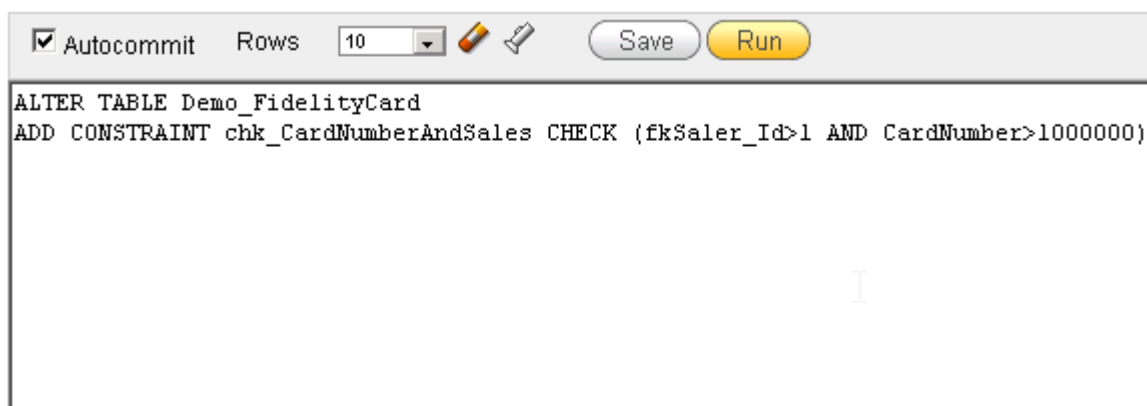 Autocommit Rows 10 Save Run
ALTER TABLE Demo_FidelityCard
ADD CONSTRAINT chk_CardNumberAndSales CHECK (fkSaler_Id>1 AND CardNumber>1000000)